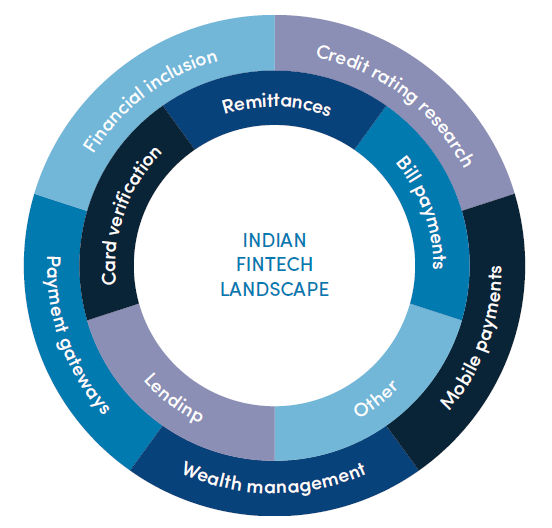 Financial inclusion
Credit rating research
Remittances
Card verification
Bill payments
INDIAN
FINTECH
LANDSCAPE
Payment gateways
Mobile payments
Lendinp
Other
Wealth management